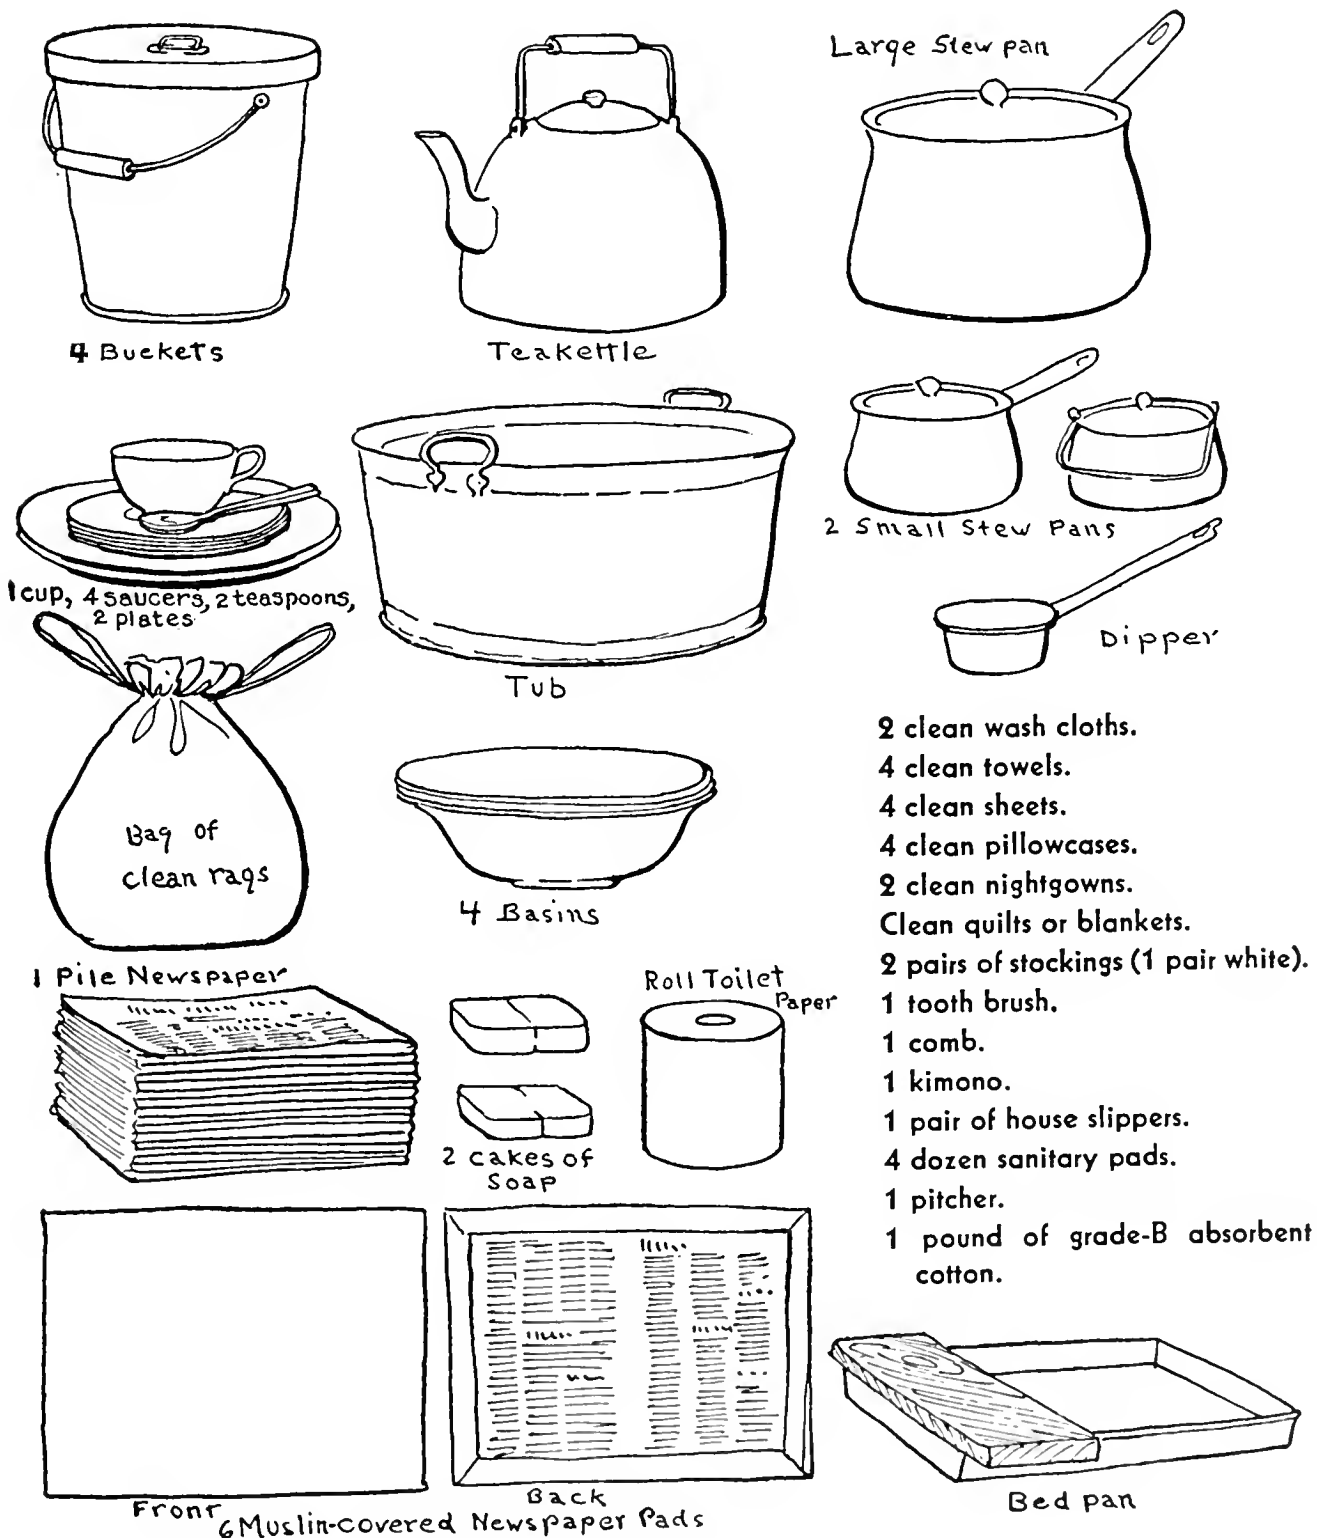 Large Stew pan
4 Buckets
Teakettle
2 Small Stew Pans
1 cup, 4 saucers, 2 teaspoons,
2 plates
Dipper
Tub
Bag of
clean rags
4 Basins
2 clean wash cloths.
4 clean towels.
4 clean sheets.
4 clean pillowcases.
2 clean nightgowns.
Clean quilts or blankets.
2 pairs of stockings (1 pair white).
1 tooth brush.
1 comb.
1 kimono.
1 pair of house slippers.
4 dozen sanitary pads.
1 pitcher.
1 pound of grade-B absorbent
cotton.
1 Pile Newspaper
Roll Toilet
Paper
2 cakes of
Soap
Front
Back
6 Muslin-covered Newspaper Pads
Bed pan